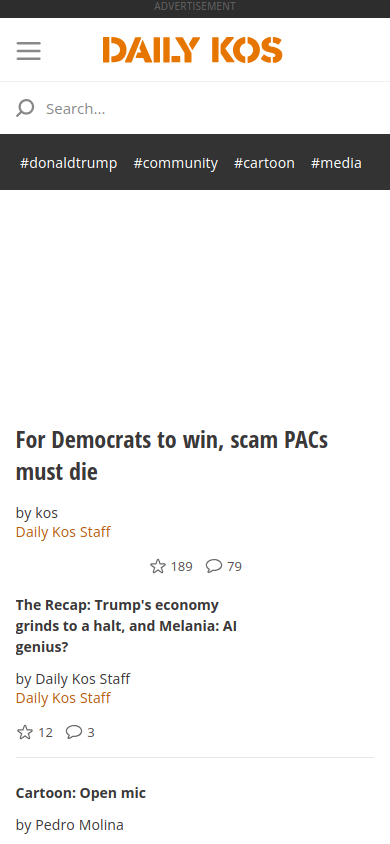 ADVERTISEMENT
DAILY KOS
Search...
#donaldtrump #community #cartoon #media
For Democrats to win, scam PACs
must die
by kos
Daily Kos Staff
189 79
The Recap: Trump's economy
grinds to a halt, and Melania: AI
genius?
by Daily Kos Staff
Daily Kos Staff
12 3
Cartoon: Open mic
by Pedro Molina